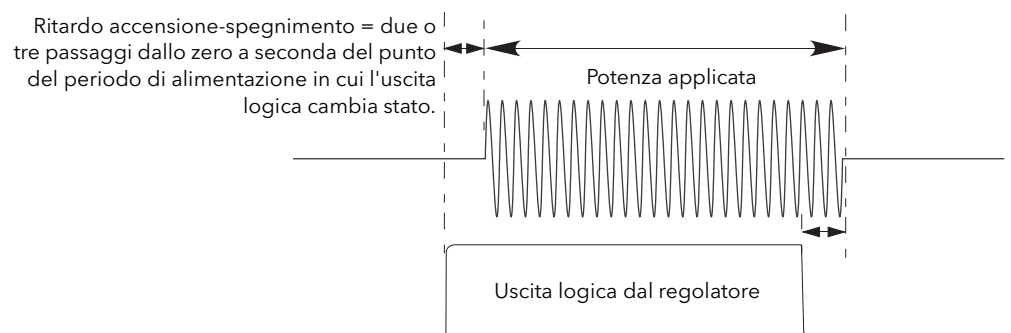 Ritardo accensione-spegnimento = due o
tre passaggi dallo zero a seconda del punto
del periodo di alimentazione in cui l'uscita
logica cambia stato.
Potenza applicata
Uscita logica dal regolatore